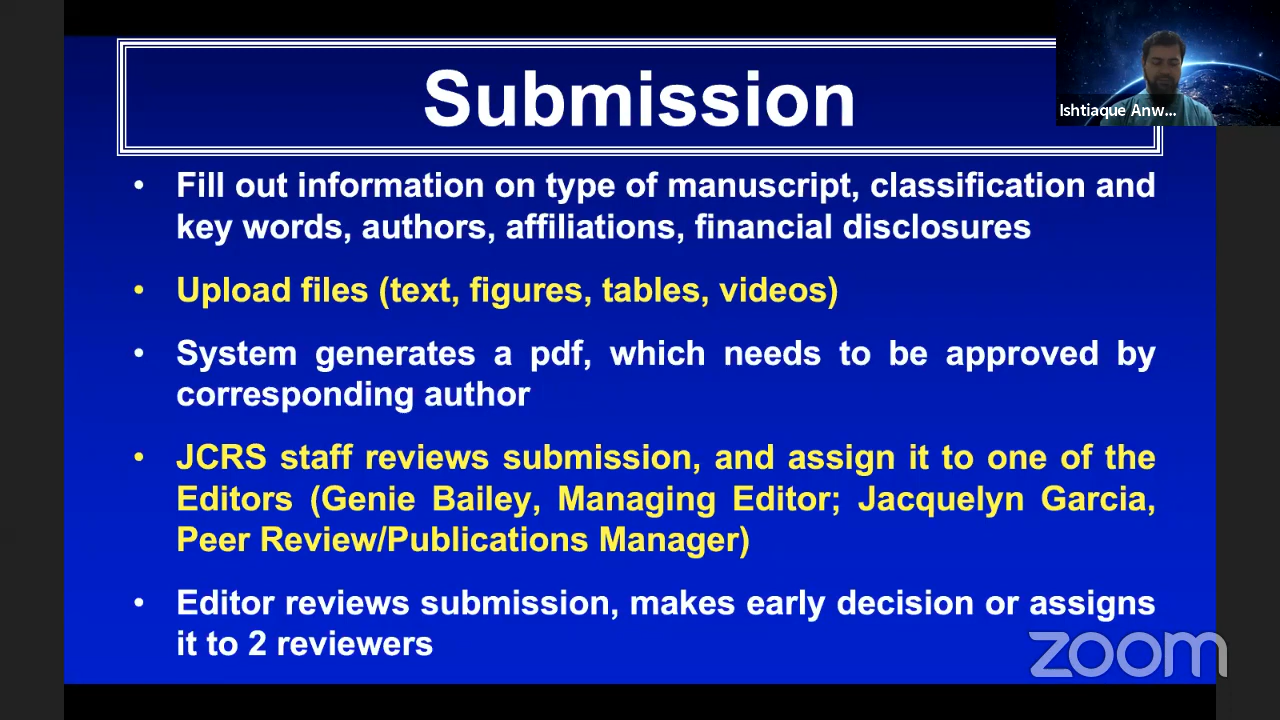 Submission
Ishtiaque Anw...
• Fill out information on type of manuscript, classification and
key words, authors, affiliations, financial disclosures
• Upload files (text, figures, tables, videos)
• System generates a pdf, which needs to be approved by
corresponding author
• JCRS staff reviews submission, and assign it to one of the
Editors (Genie Bailey, Managing Editor; Jacquelyn Garcia,
Peer Review/Publications Manager)
• Editor reviews submission, makes early decision or assigns
it to 2 reviewers
zoom